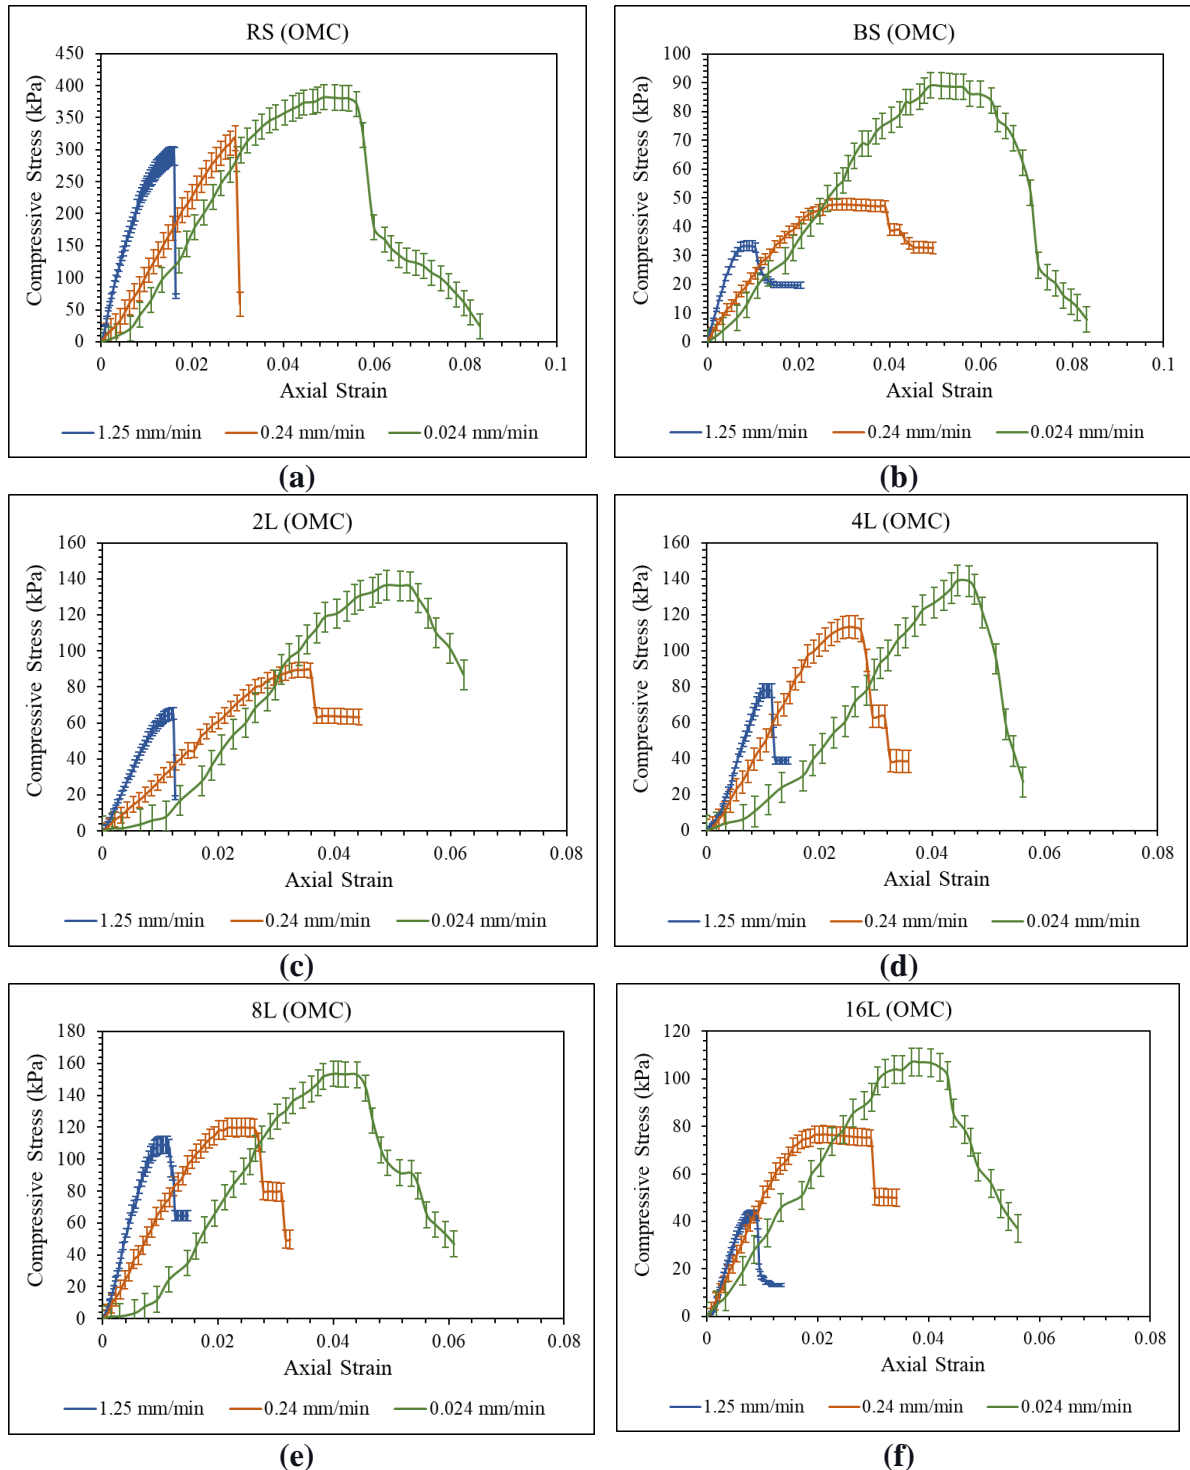 RS (OMC)
Compressive Stress (kPa)
450
400
350
300
250
200
150
100
50
0
0 0.02 0.04 0.06 0.08 0.1
Axial Strain
1.25 mm/min 0.24 mm/min 0.024 mm/min
(a)
BS (OMC)
Compressive Stress (kPa)
100
90
80
70
60
50
40
30
20
10
0
0 0.02 0.04 0.06 0.08 0.1
Axial Strain
1.25 mm/min 0.24 mm/min 0.024 mm/min
(b)
2L (OMC)
Compressive Stress (kPa)
160
140
120
100
80
60
40
20
0
0 0.02 0.04 0.06 0.08
Axial Strain
1.25 mm/min 0.24 mm/min 0.024 mm/min
(c)
4L (OMC)
Compressive Stress (kPa)
160
140
120
100
80
60
40
20
0
0 0.02 0.04 0.06 0.08
Axial Strain
1.25 mm/min 0.24 mm/min 0.024 mm/min
(d)
8L (OMC)
Compressive Stress (kPa)
180
160
140
120
100
80
60
40
20
0
0 0.02 0.04 0.06 0.08
Axial Strain
1.25 mm/min 0.24 mm/min 0.024 mm/min
(e)
16L (OMC)
Compressive Stress (kPa)
120
100
80
60
40
20
0
0 0.02 0.04 0.06 0.08
Axial Strain
1.25 mm/min 0.24 mm/min 0.024 mm/min
(f)